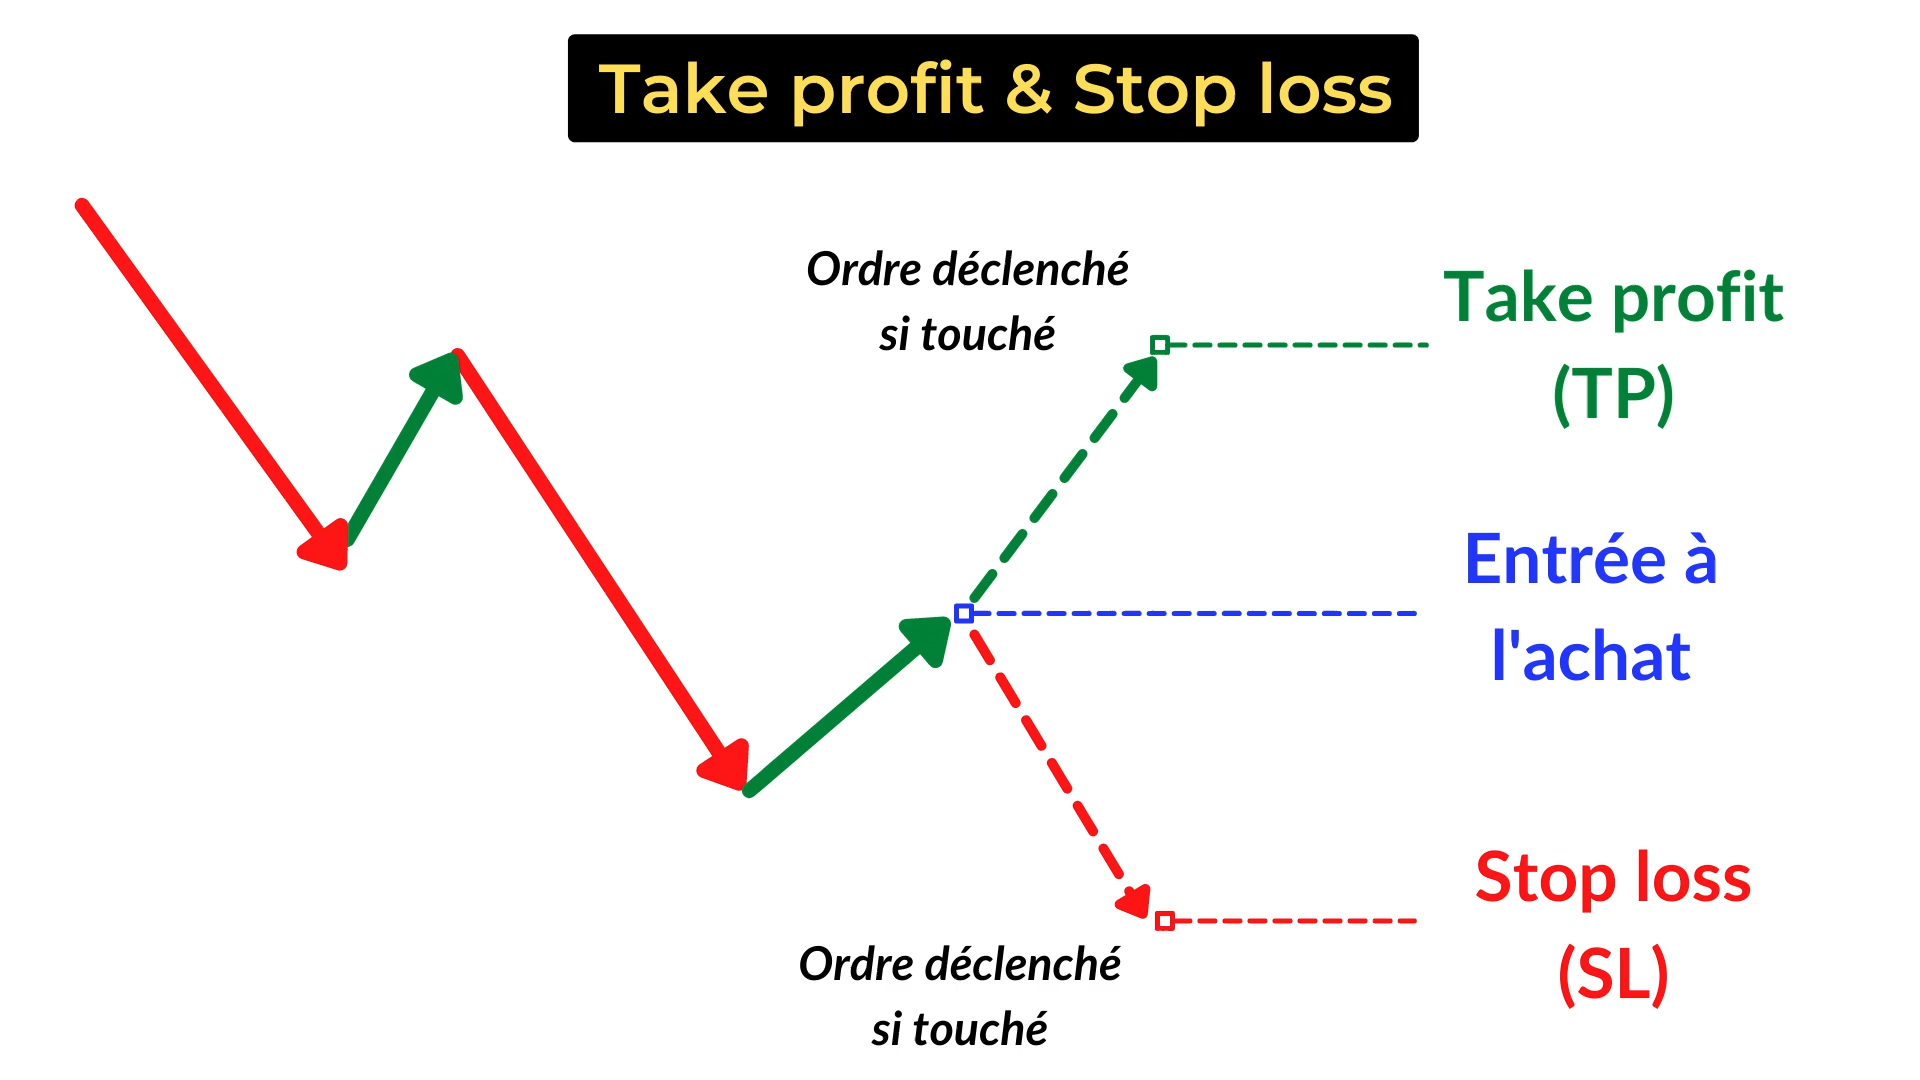 Take profit & Stop loss
Ordre déclenché
si touché
Take profit
(TP)
Entrée à
l'achat
Stop loss
(SL)
Ordre déclenché
si touché